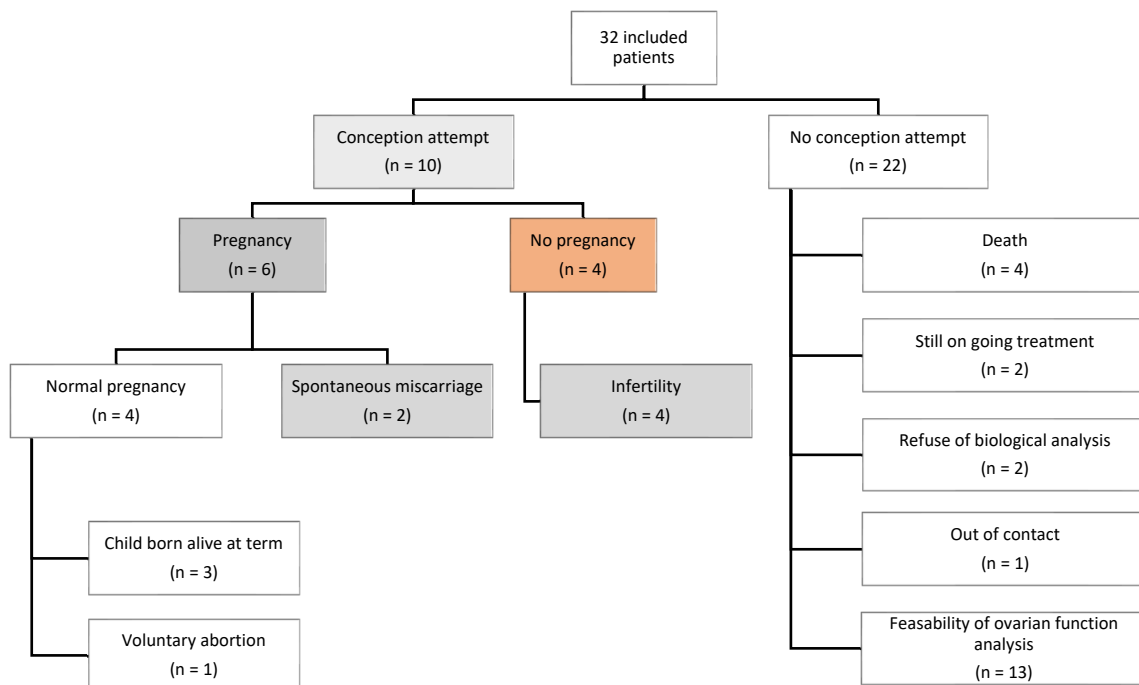 32 included
patients
Conception attempt
(n = 10)
No conception attempt
(n = 22)
Pregnancy
(n = 6)
No pregnancy
(n = 4)
Death
(n = 4)
Still on going treatment
(n = 2)
Normal pregnancy
(n = 4)
Spontaneous miscarriage
(n = 2)
Infertility
(n = 4)
Refuse of biological analysis
(n = 2)
Child born alive at term
(n = 3)
Out of contact
(n = 1)
Voluntary abortion
(n = 1)
Feasability of ovarian function
analysis
(n = 13)